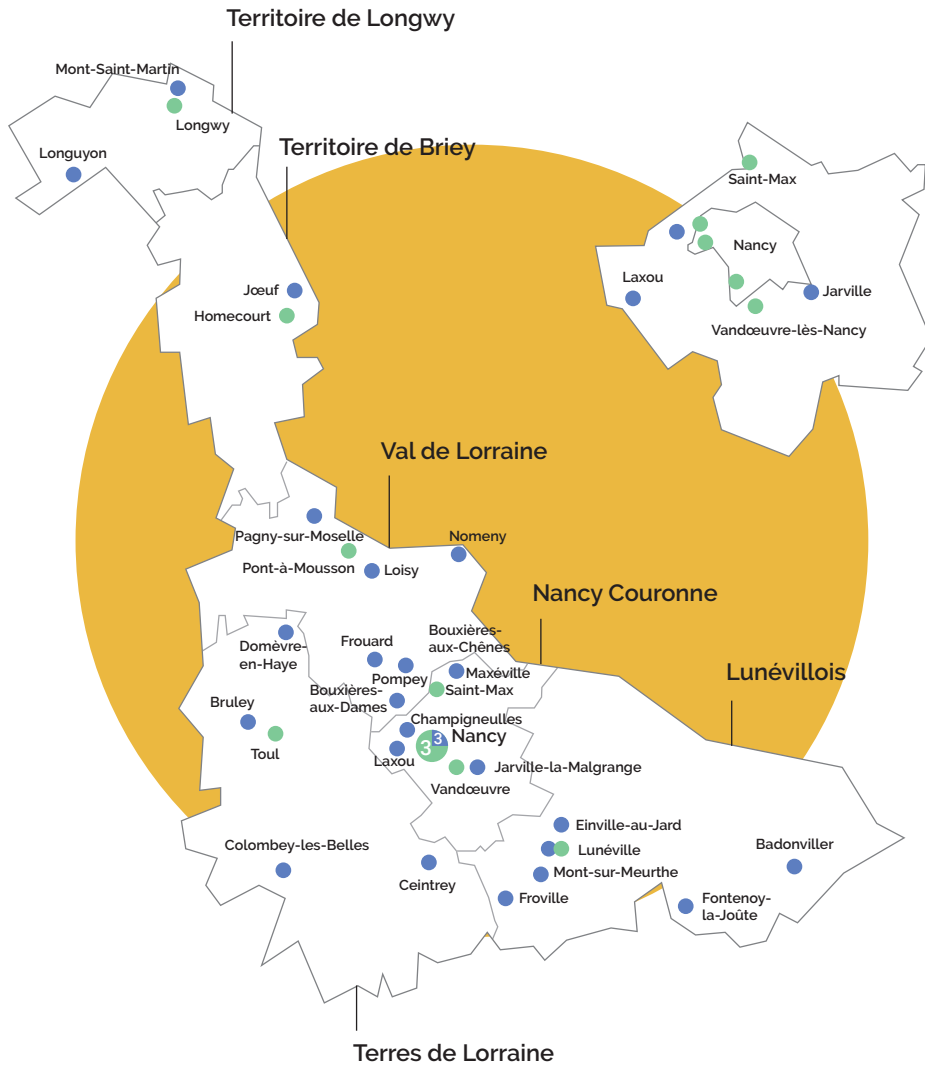 Territoire de Longwy
Mont-Saint-Martin
Longwy
Longuyon
Territoire de Briey
Saint-Max
Nancy
Laxou
Jarville
Vandœuvre-lès-Nancy
Jœuf
Homecourt
Val de Lorraine
Pagny-sur-Moselle
Nomeny
Pont-à-Mousson
Loisy
Nancy Couronne
Domèvre-
en-Haye
Frouard
Bouxières-
aux-Chênes
Pompey
Maxéville
Saint-Max
Lunévillois
Bouxières-
aux-Dames
Bruley
Toul
Champigneulles
3
3
Nancy
Laxou
Jarville-la-Malgrange
Vandœuvre
Einville-au-Jard
Colombey-les-Belles
Lunéville
Badonviller
Ceintrey
Mont-sur-Meurthe
Froville
Fontenoy-
la-Joûte
Terres de Lorraine